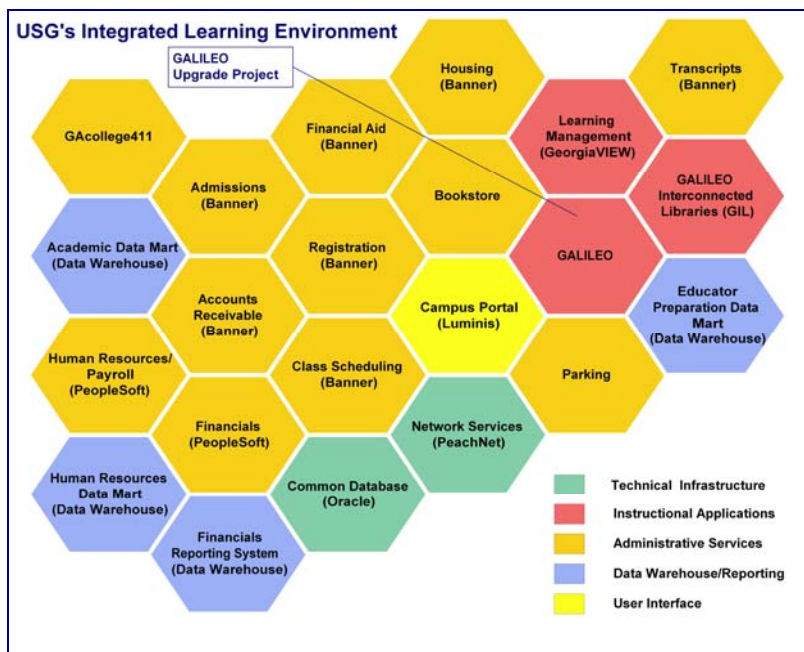 USG's Integrated Learning Environment
GALILEO
Upgrade Project
Housing
(Banner)
Transcripts
(Banner)
GAcollege411
Financial Aid
(Banner)
Learning
Management
(GeorgiaVIEW)
Admissions
(Banner)
Bookstore
GALILEO
Interconnected
Libraries (GIL)
Academic Data Mart
(Data Warehouse)
Registration
(Banner)
GALILEO
Accounts
Receivable
(Banner)
Campus Portal
(Luminis)
Educator
Preparation Data
Mart
(Data Warehouse)
Human Resources/
Payroll
(PeopleSoft)
Class Scheduling
(Banner)
Parking
Financials
(PeopleSoft)
Network Services
(PeachNet)
Human Resources
Data Mart
(Data Warehouse)
Common Database
(Oracle)
Financials
Reporting System
(Data Warehouse)
Technical Infrastructure
Instructional Applications
Administrative Services
Data Warehouse/Reporting
User Interface